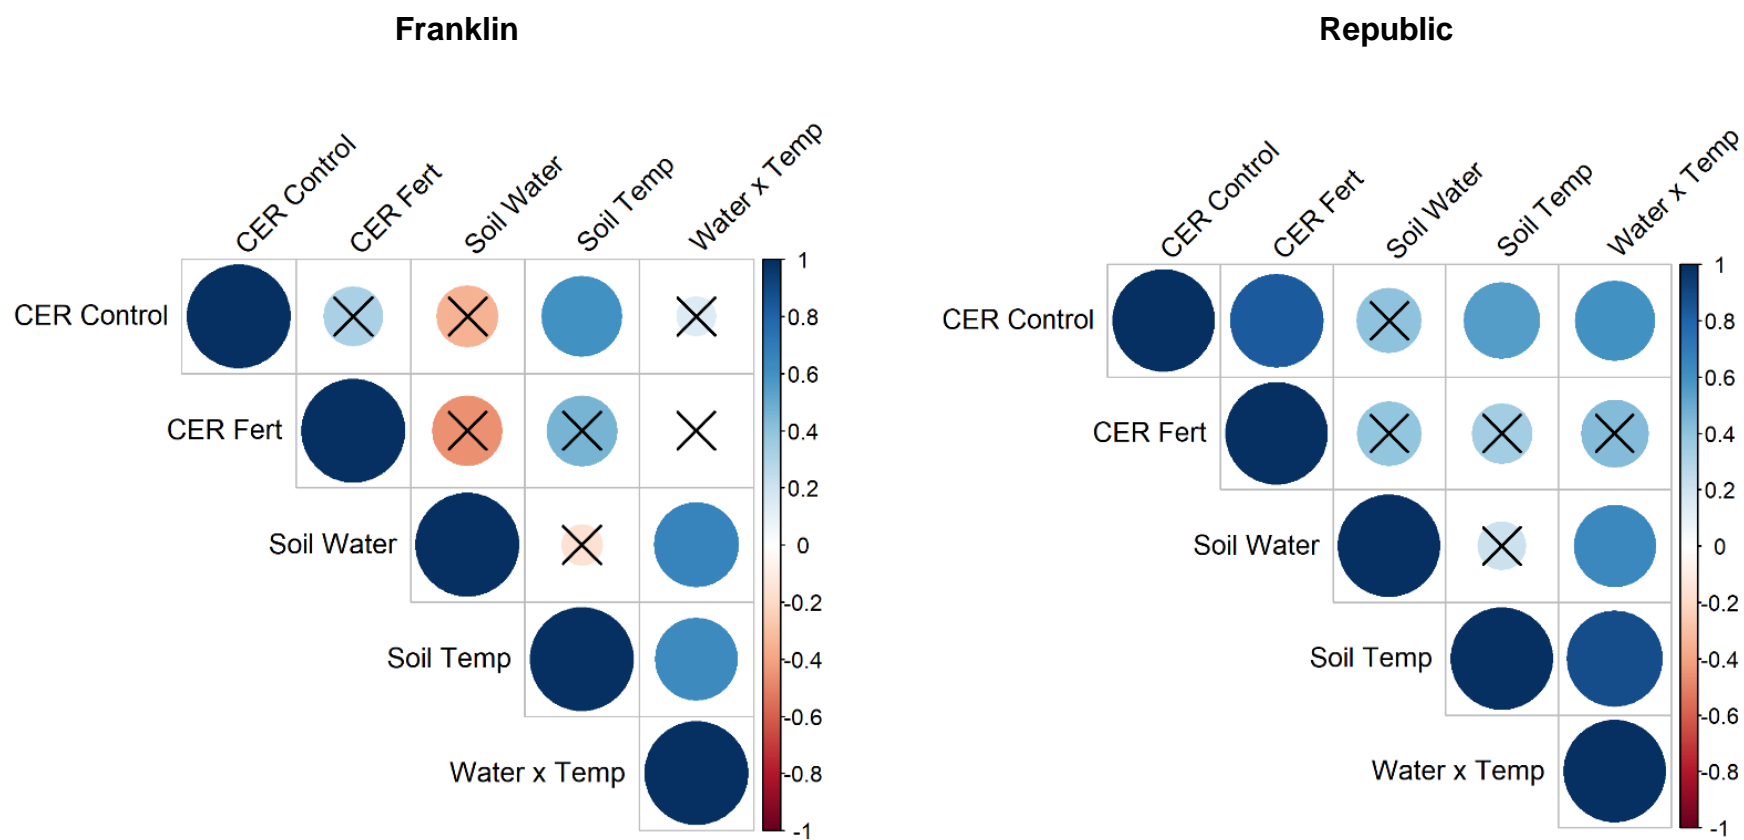 Franklin
Republic
CER Control
CER Fert
Soil Water
Soil Temp
Water x Temp
CER Control
CER Fert
Soil Water
Soil Temp
Water x Temp
1
0.8
0.6
0.4
0.2
0
-0.2
-0.4
-0.6
-0.8
-1
CER Control
CER Fert
Soil Water
Soil Temp
Water x Temp
CER Control
CER Fert
Soil Water
Soil Temp
Water x Temp
1
0.8
0.6
0.4
0.2
0
-0.2
-0.4
-0.6
-0.8
-1